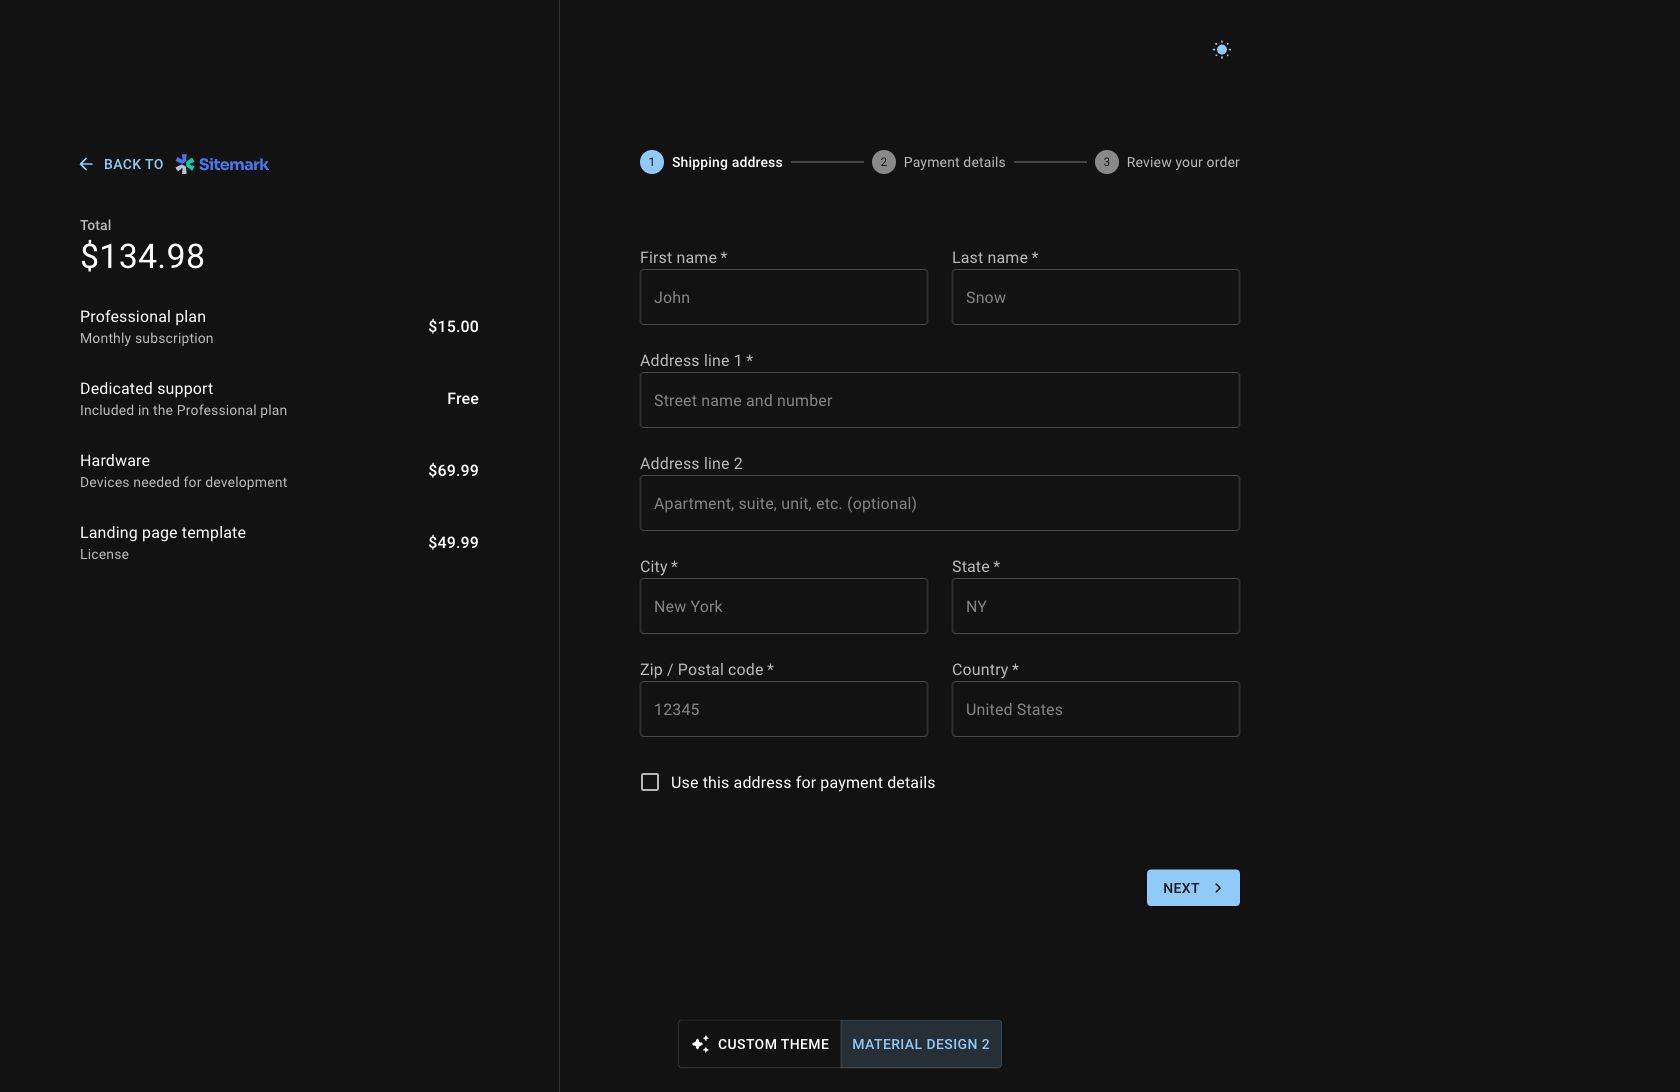 BACK TO Sitemark
Total
$134.98
Professional plan
Monthly subscription
$15.00
Dedicated support
Included in the Professional plan
Free
Hardware
Devices needed for development
$69.99
Landing page template
License
$49.99
1 Shipping address
2 Payment details
3 Review your order
First name *
John
Last name *
Snow
Address line 1 *
Street name and number
Address line 2
Apartment, suite, unit, etc. (optional)
City *
New York
State *
NY
Zip / Postal code *
12345
Country *
United States
Use this address for payment details
NEXT
CUSTOM THEME
MATERIAL DESIGN 2